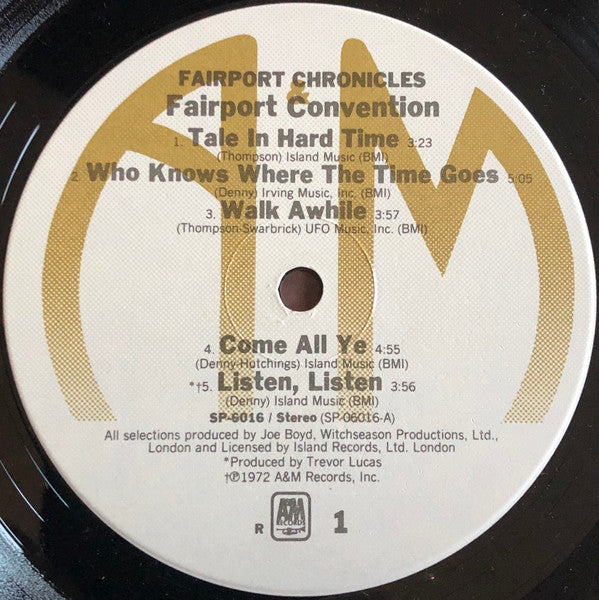 FAIRPORT CHRONICLES
&
Fairport Convention
1. Tale In Hard Time 3:23
(Thompson) Island Music (BMI)
2. Who Knows Where The Time Goes 5:05
(Denny) Irving Music, Inc. (BMI)
3. Walk Awhile 3:57
(Thompson-Swarbrick) UFO Music, Inc. (BMI)
4. Come All Ye 4:55
(Denny-Hutchings) Island Music (BMI)
*†5. Listen, Listen 3:56
(Denny) Island Music (BMI)
SP-6016 / Stereo (SP-06016-A)
All selections produced by Joe Boyd, Witchseason Productions, Ltd.,
London and Licensed by Island Records, Ltd. London
*Produced by Trevor Lucas
†℗1972 A&M Records, Inc.
R A&M RECORDS 1